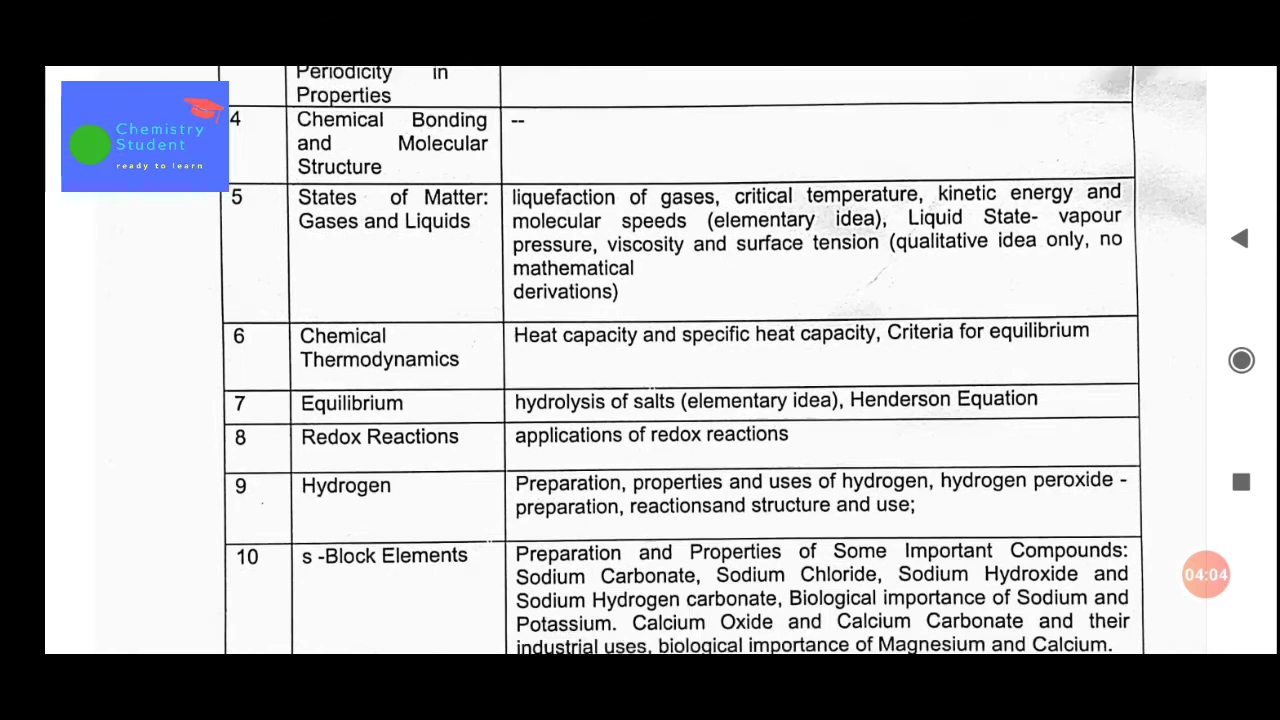 Periodicity in
Properties
Chemistry
Student
ready to learn
4 Chemical Bonding --
and Molecular
Structure
5 States of Matter: liquefaction of gases, critical temperature, kinetic energy and
Gases and Liquids molecular speeds (elementary idea), Liquid State- vapour
pressure, viscosity and surface tension (qualitative idea only, no
mathematical
derivations)
6 Chemical Heat capacity and specific heat capacity, Criteria for equilibrium
Thermodynamics
7 Equilibrium hydrolysis of salts (elementary idea), Henderson Equation
8 Redox Reactions applications of redox reactions
9 Hydrogen Preparation, properties and uses of hydrogen, hydrogen peroxide -
preparation, reactionsand structure and use;
10 s -Block Elements Preparation and Properties of Some Important Compounds:
Sodium Carbonate, Sodium Chloride, Sodium Hydroxide and
Sodium Hydrogen carbonate, Biological importance of Sodium and
Potassium. Calcium Oxide and Calcium Carbonate and their
industrial uses, biological importance of Magnesium and Calcium.
04:04